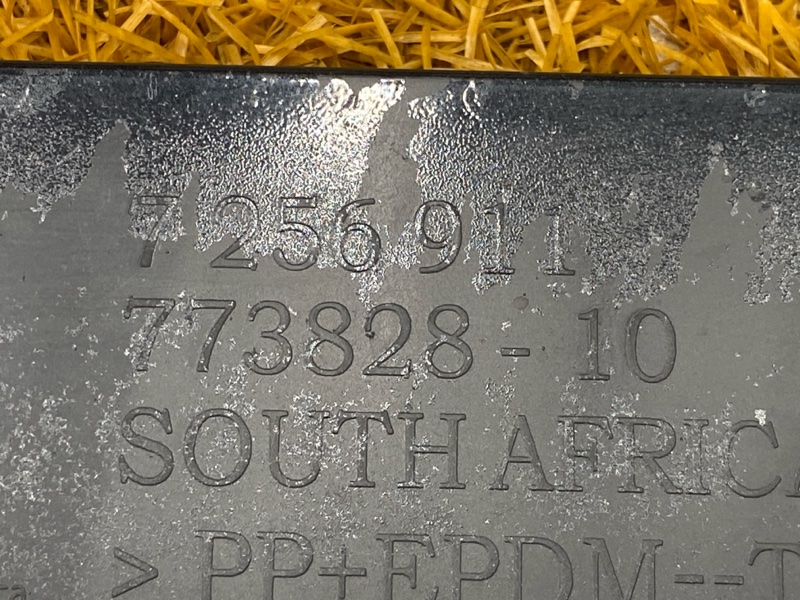 7 256 911
773828 - 10
SOUTH AFRICA
> PP+EPDM--T